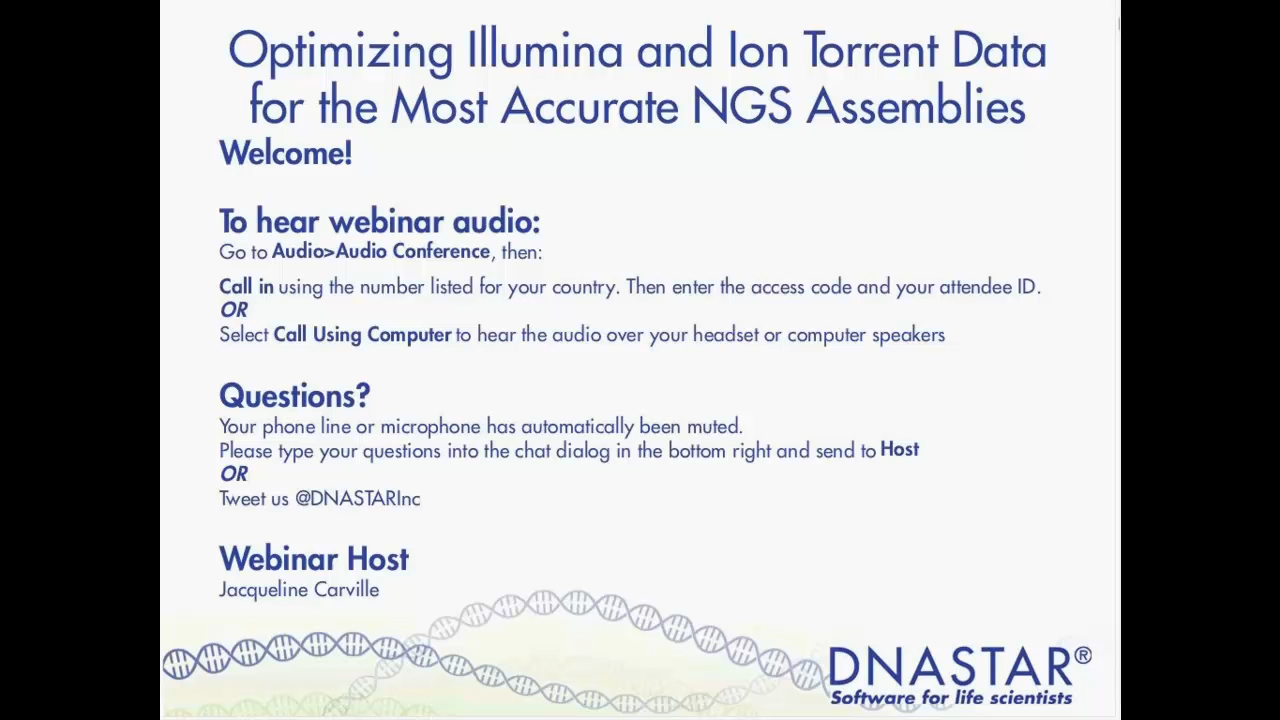 Optimizing Illumina and Ion Torrent Data
for the Most Accurate NGS Assemblies
Welcome!
To hear webinar audio:
Go to Audio>Audio Conference, then:
Call in using the number listed for your country. Then enter the access code and your attendee ID.
OR
Select Call Using Computer to hear the audio over your headset or computer speakers
Questions?
Your phone line or microphone has automatically been muted.
Please type your questions into the chat dialog in the bottom right and send to Host
OR
Tweet us @DNASTARInc
Webinar Host
Jacqueline Carville
DNASTAR®
Software for life scientists